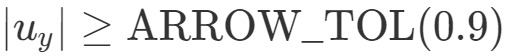 |u_y| ≥ ARROW_TOL(0.9)